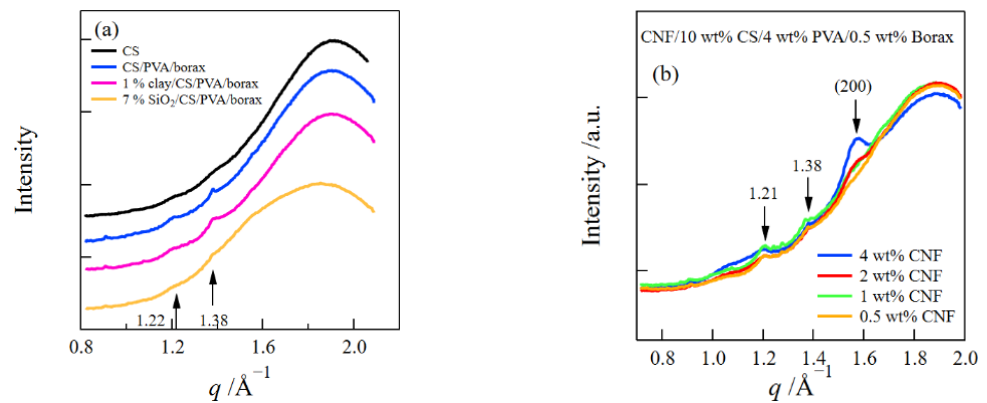 (a)
CS
CS/PVA/borax
1 % clay/CS/PVA/borax
7 % SiO₂/CS/PVA/borax
Intensity
1.22
1.38
0.8
1.2
1.6
2.0
q /Å⁻¹
CNF/10 wt% CS/4 wt% PVA/0.5 wt% Borax
(b)
(200)
1.38
1.21
Intensity /a.u.
4 wt% CNF
2 wt% CNF
1 wt% CNF
0.5 wt% CNF
0.8
1.0
1.2
1.4
1.6
1.8
2.0
q /Å⁻¹